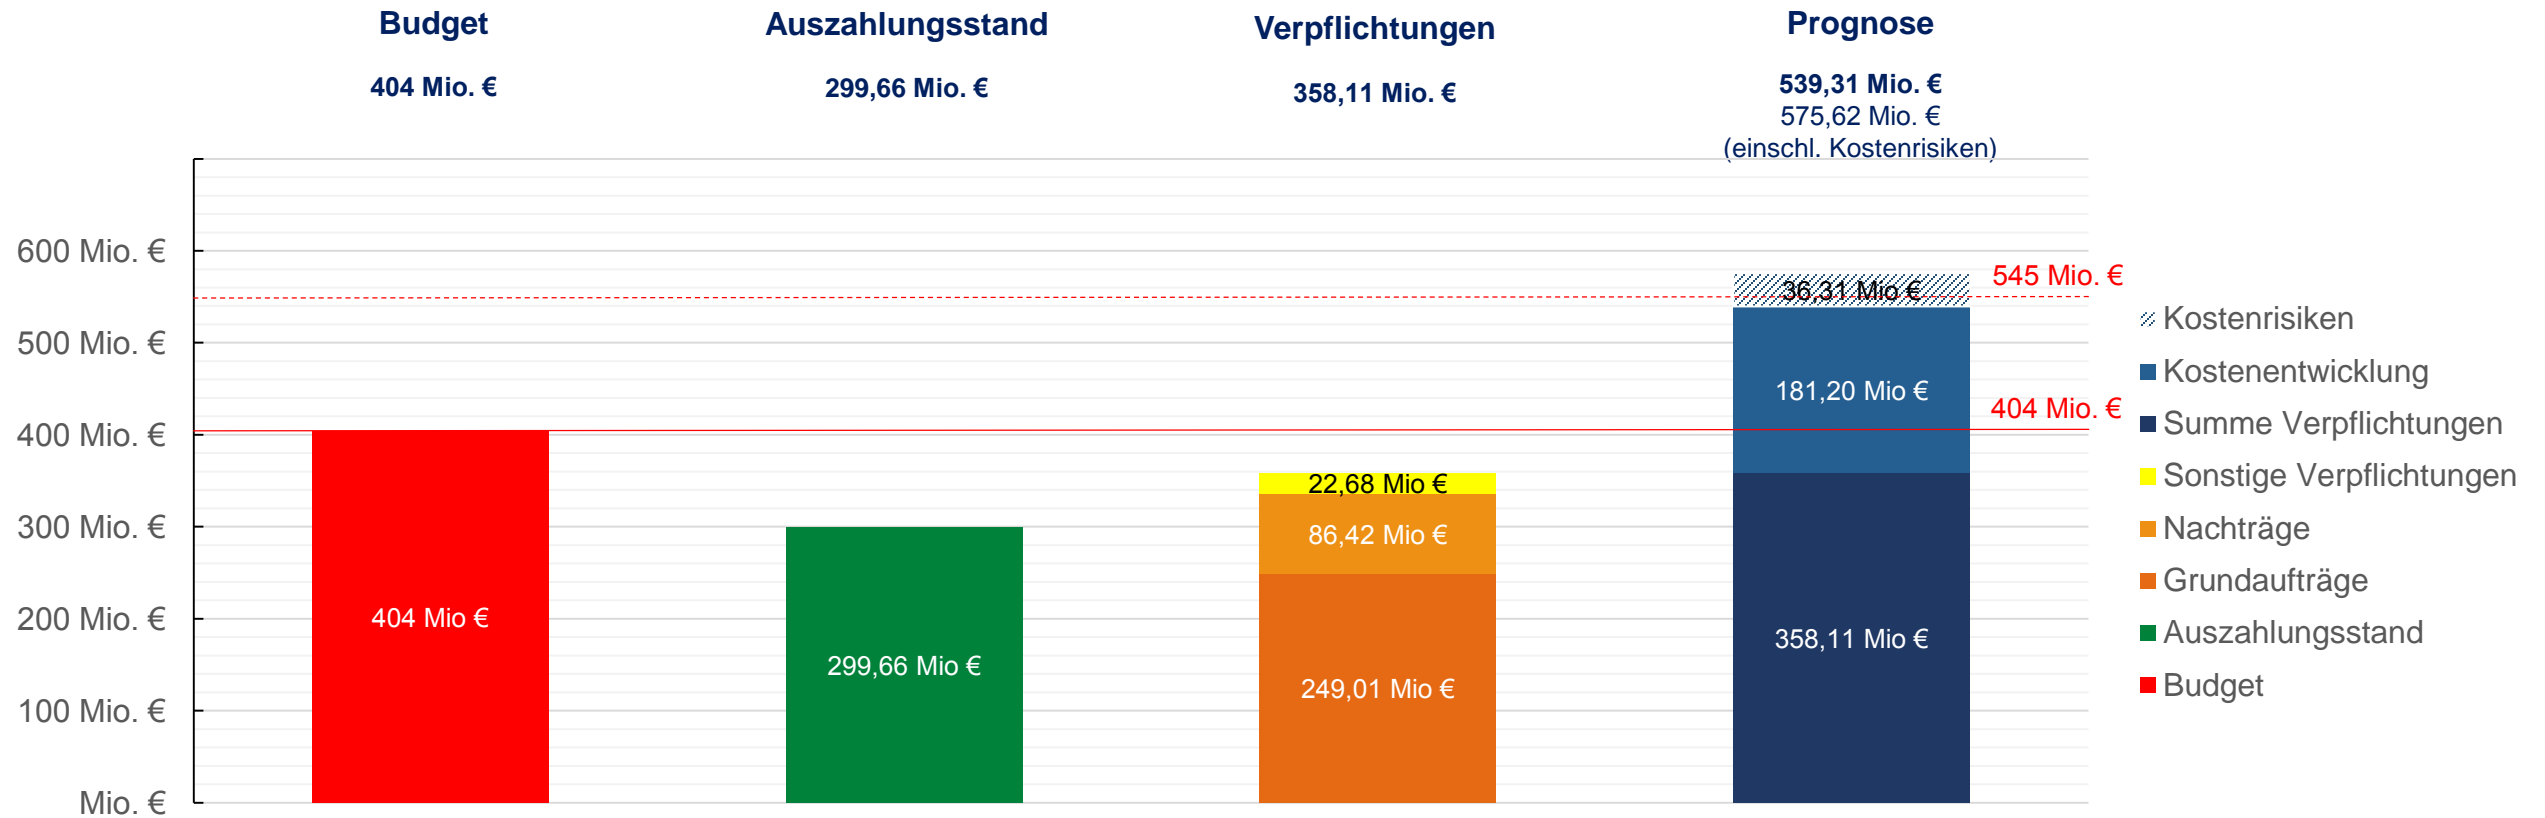 Budget
404 Mio. €
Auszahlungsstand
299,66 Mio. €
Verpflichtungen
358,11 Mio. €
Prognose
539,31 Mio. €
575,62 Mio. €
(einschl. Kostenrisiken)
600 Mio. €
500 Mio. €
400 Mio. €
300 Mio. €
200 Mio. €
100 Mio. €
Mio. €
404 Mio €
299,66 Mio €
22,68 Mio €
86,42 Mio €
249,01 Mio €
36,31 Mio €
181,20 Mio €
358,11 Mio €
545 Mio. €
404 Mio. €
Kostenrisiken
Kostenentwicklung
Summe Verpflichtungen
Sonstige Verpflichtungen
Nachträge
Grundaufträge
Auszahlungsstand
Budget